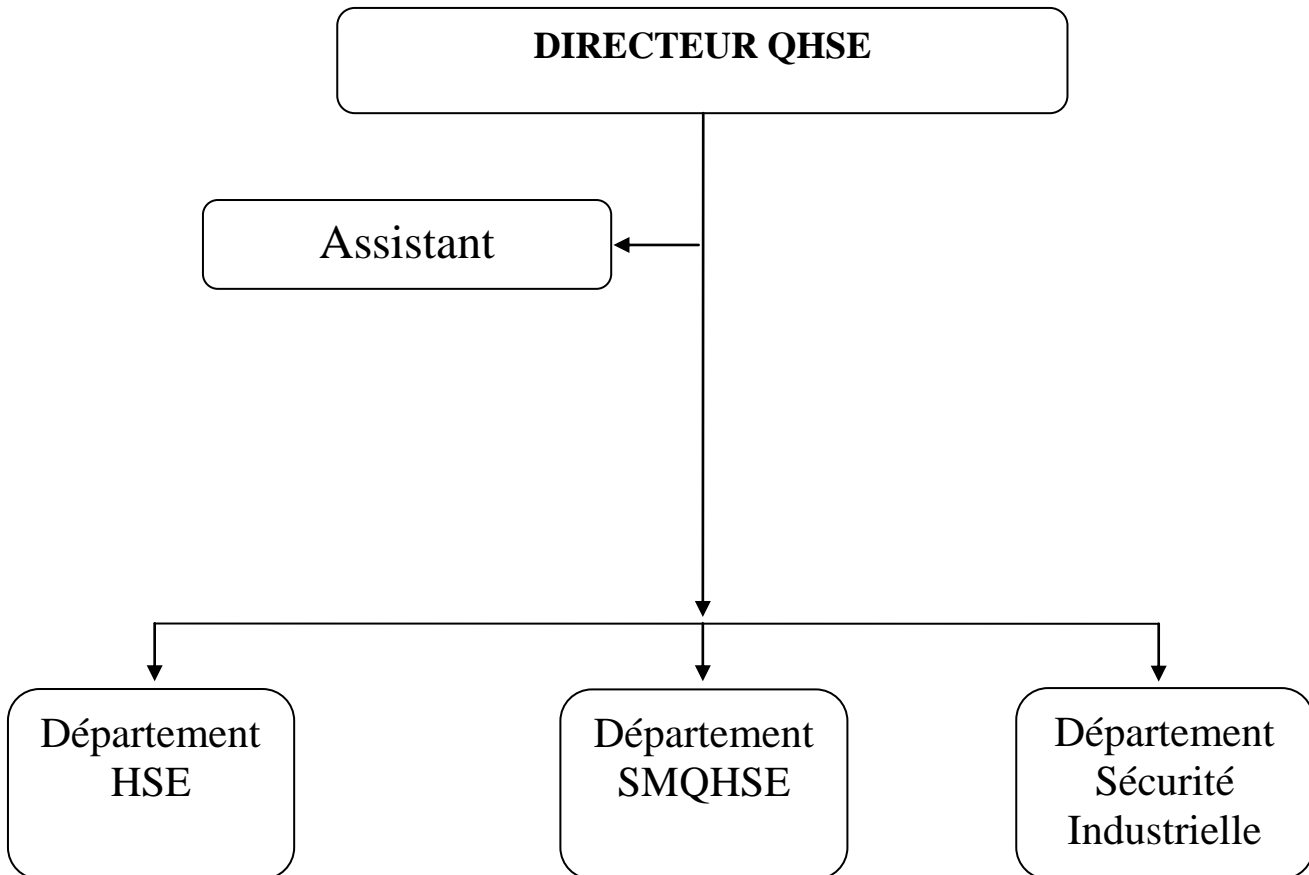 DIRECTEUR QHSE
Assistant
Département
HSE
Département
SMQHSE
Département
Sécurité
Industrielle